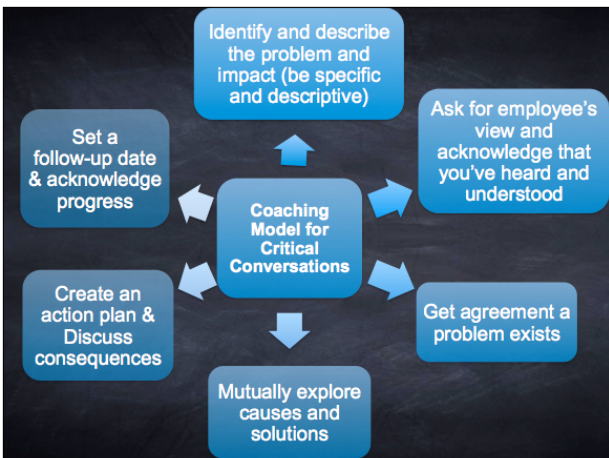 Identify and describe
the problem and
impact (be specific
and descriptive)
Ask for employee's
view and
acknowledge that
you've heard and
understood
Get agreement a
problem exists
Mutually explore
causes and
solutions
Create an
action plan &
Discuss
consequences
Set a
follow-up date
& acknowledge
progress
Coaching
Model for
Critical
Conversations